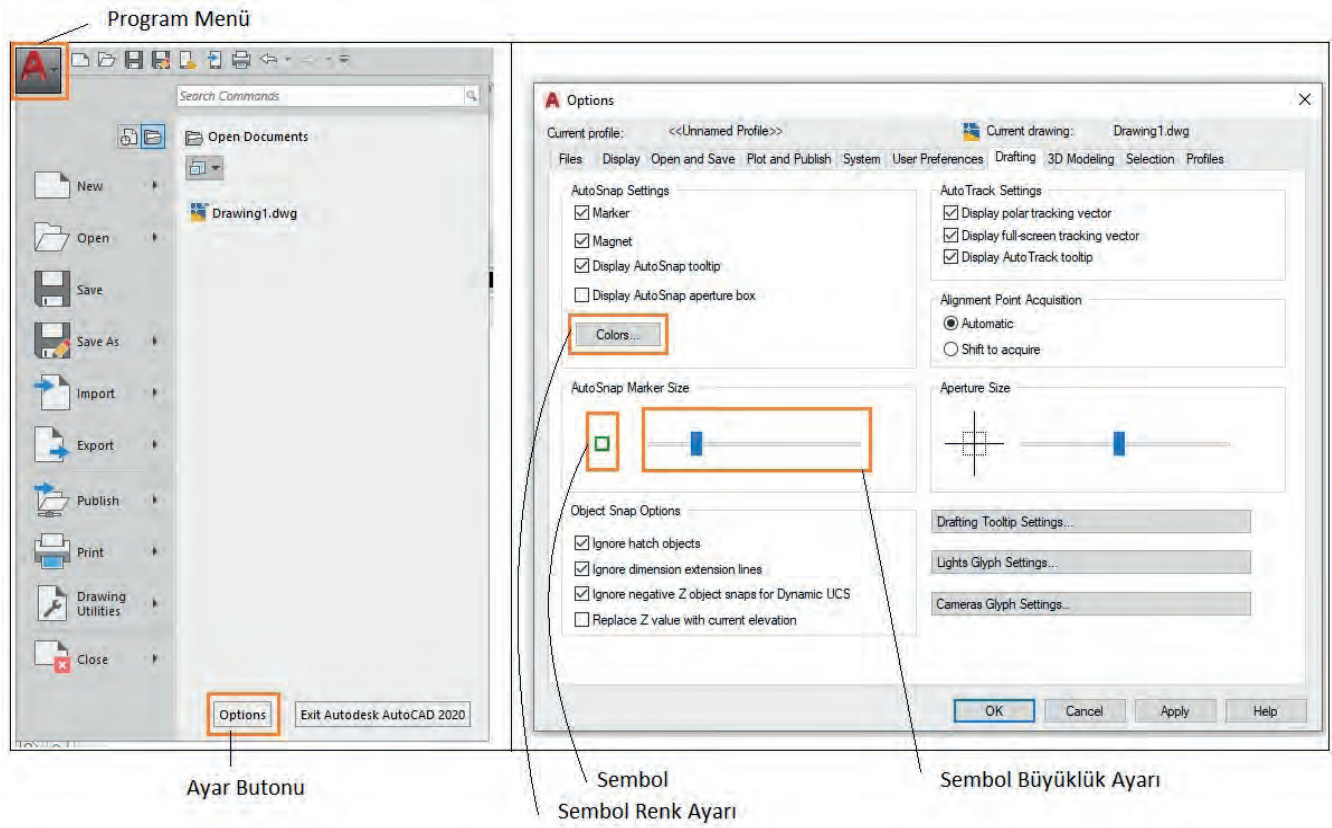 Program Menü
Search Commands
Open Documents
New
Drawing1.dwg
Open
Save
Save As
Import
Export
Publish
Print
Drawing
Utilities
Close
Options
Exit Autodesk AutoCAD 2020
Options
Current profile: <<Unnamed Profile>> Current drawing: Drawing1.dwg
Files Display Open and Save Plot and Publish System User Preferences Drafting 3D Modeling Selection Profiles
AutoSnap Settings
Marker
Magnet
Display AutoSnap tooltip
Display AutoSnap aperture box
Colors...
AutoTrack Settings
Display polar tracking vector
Display full-screen tracking vector
Display AutoTrack tooltip
Alignment Point Acquisition
Automatic
Shift to acquire
AutoSnap Marker Size
Aperture Size
Object Snap Options
Ignore hatch objects
Ignore dimension extension lines
Ignore negative Z object snaps for Dynamic UCS
Replace Z value with current elevation
Drafting Tooltip Settings...
Lights Glyph Settings...
Cameras Glyph Settings...
OK Cancel Apply Help
Ayar Butonu
Sembol
Sembol Büyüklük Ayarı
Sembol Renk Ayarı